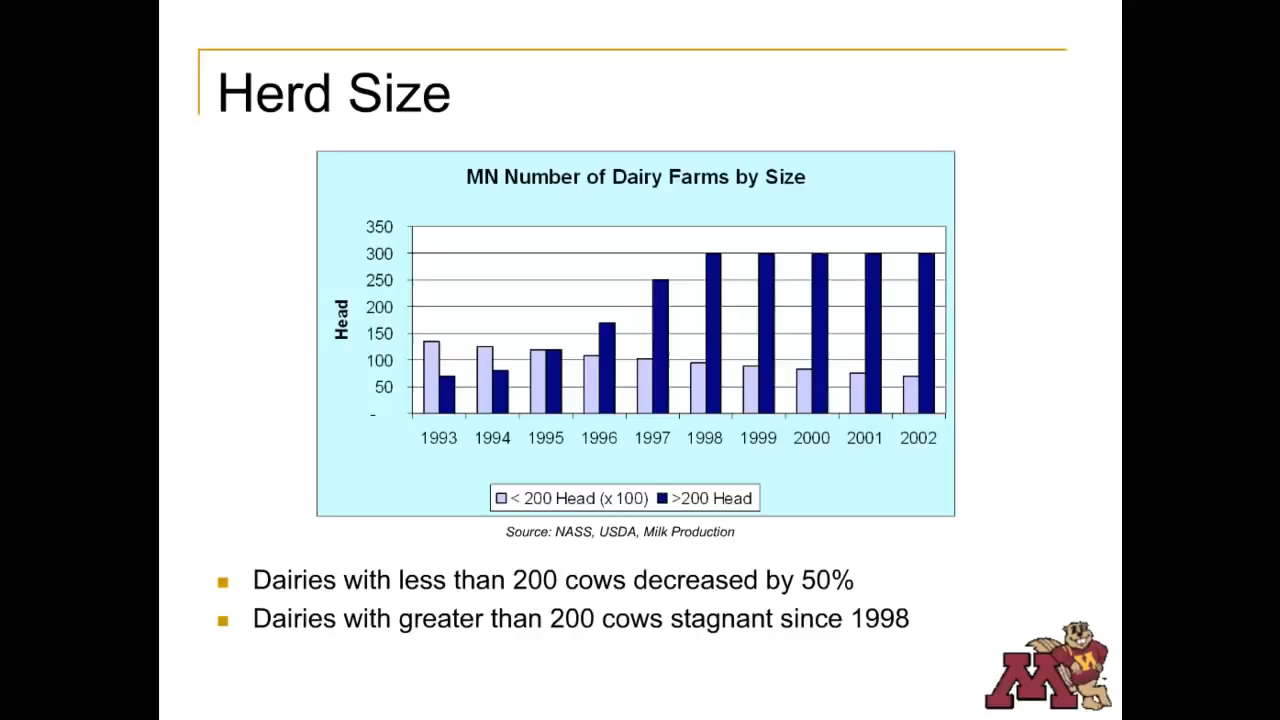 Herd Size
MN Number of Dairy Farms by Size
350
300
250
200
150
100
50
-
Head
1993 1994 1995 1996 1997 1998 1999 2000 2001 2002
< 200 Head (x 100) >200 Head
Source: NASS, USDA, Milk Production
Dairies with less than 200 cows decreased by 50%
Dairies with greater than 200 cows stagnant since 1998
M